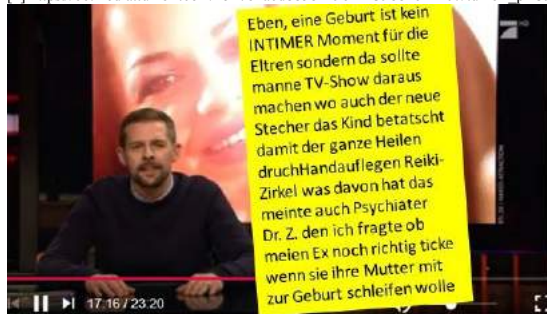 Eben, eine Geburt ist kein
INTIMER Moment für die
Eltren sondern da sollte
manne TV-Show daraus
machen wo auch der neue
Stecher das Kind betatscht
damit der ganze Heilen
druchHandauflegen Reiki-
Zirkel was davon hat das
meinte auch Psychiater
Dr. Z. den ich fragte ob
meien Ex noch richtig ticke
wenn sie ihre Mutter mit
zur Geburt schleifen wolle
17:16 / 23:20